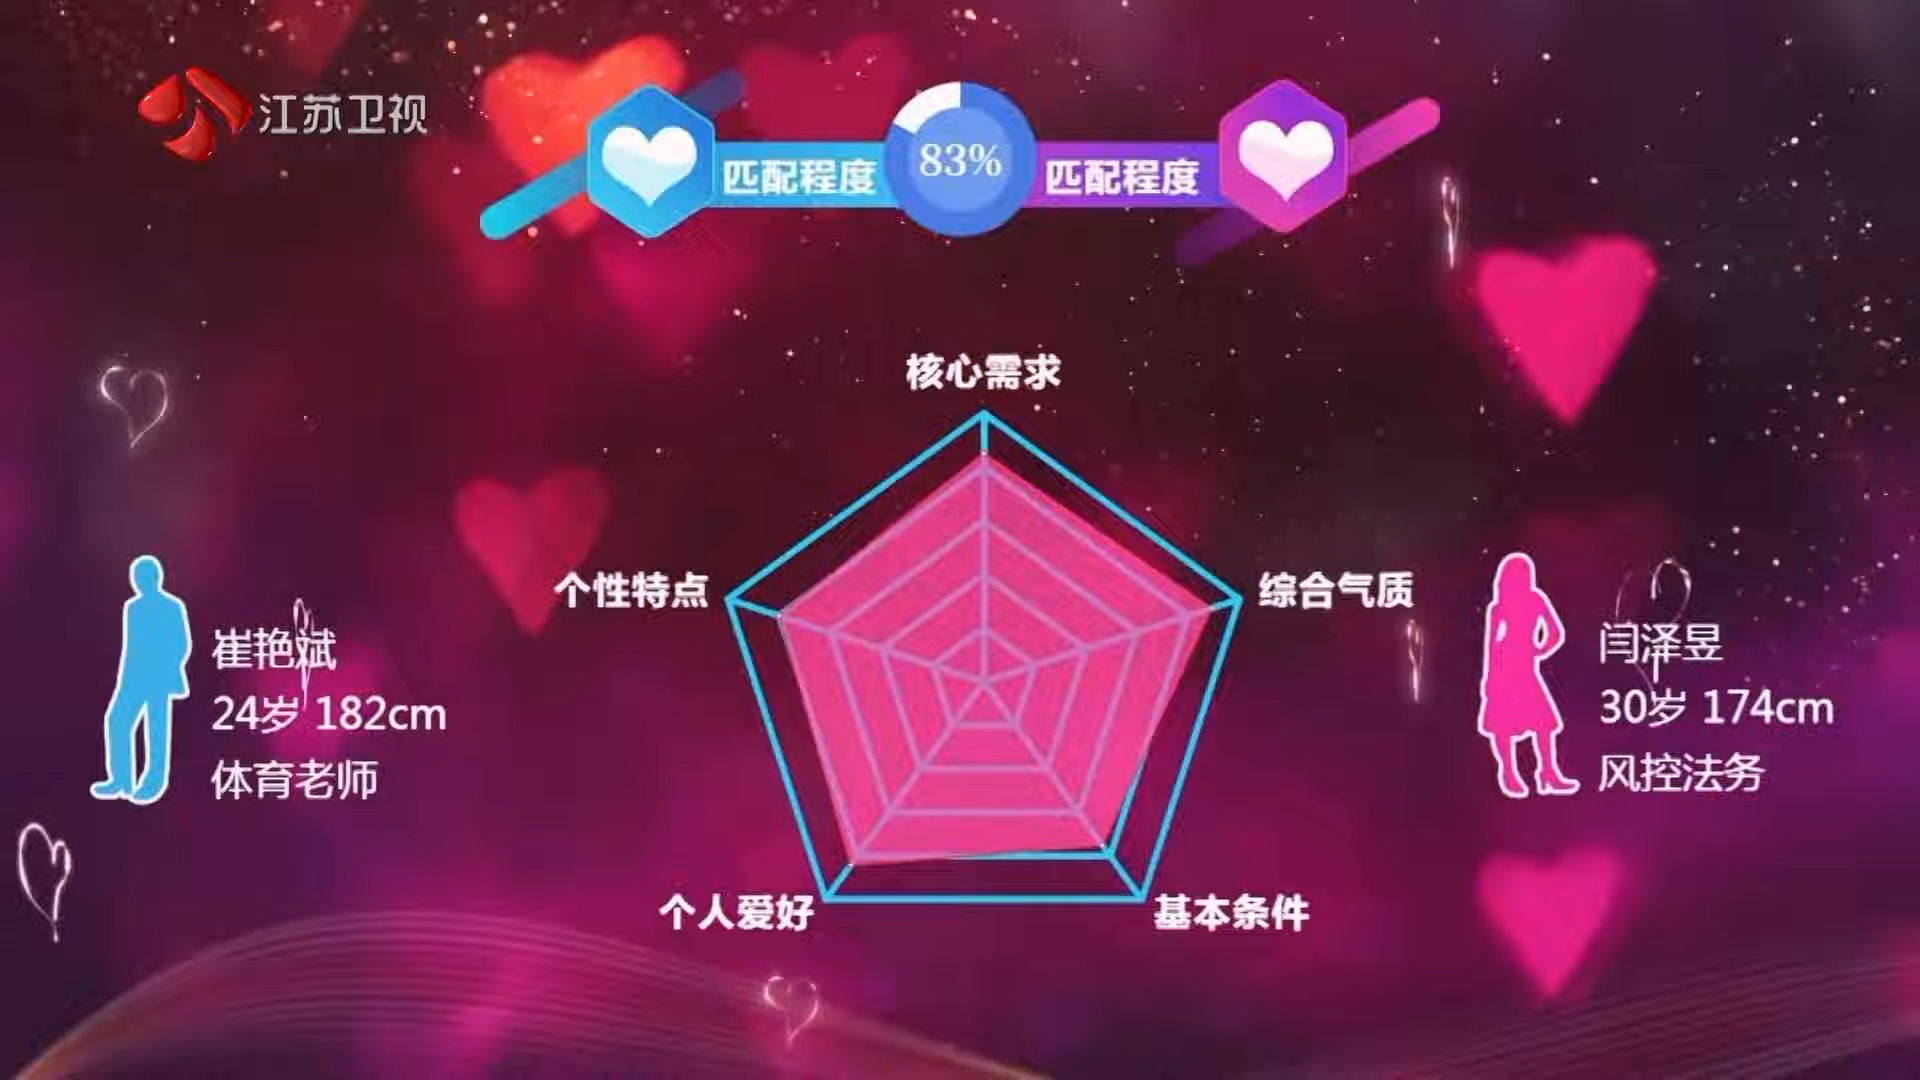 江苏卫视
匹配程度
83%
匹配程度
核心需求
个性特点
综合气质
崔艳斌
24岁 182cm
体育老师
闫泽昱
30岁 174cm
风控法务
个人爱好
基本条件